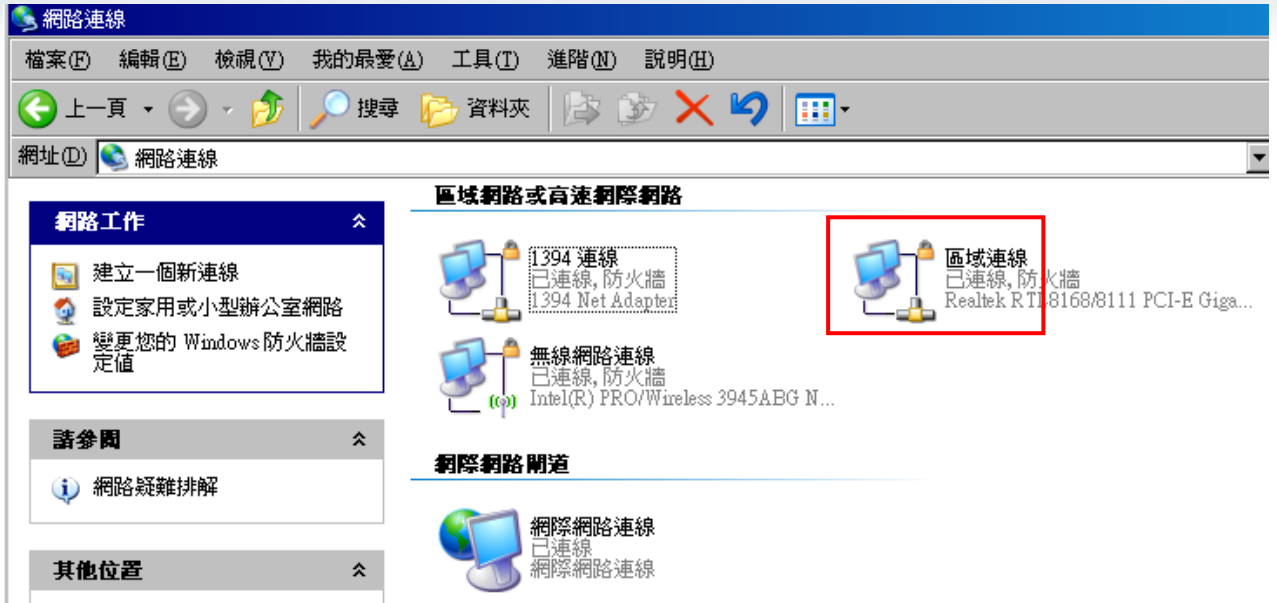 網路連線
檔案(F) 編輯(E) 檢視(V) 我的最愛(A) 工具(T) 進階(N) 說明(H)
上一頁 搜尋 資料夾
網址(D) 網路連線
網路工作
建立一個新連線
設定家用或小型辦公室網路
變更您的 Windows 防火牆設
定值
請參閱
網路疑難排解
其他位置
區域網路或高速網際網路
1394 連線
已連線, 防火牆
1394 Net Adapter
區域連線
已連線, 防火牆
Realtek RTL8168/8111 PCI-E Giga...
無線網路連線
已連線, 防火牆
Intel(R) PRO/Wireless 3945ABG N...
網際網路閘道
網際網路連線
已連線
網際網路連線